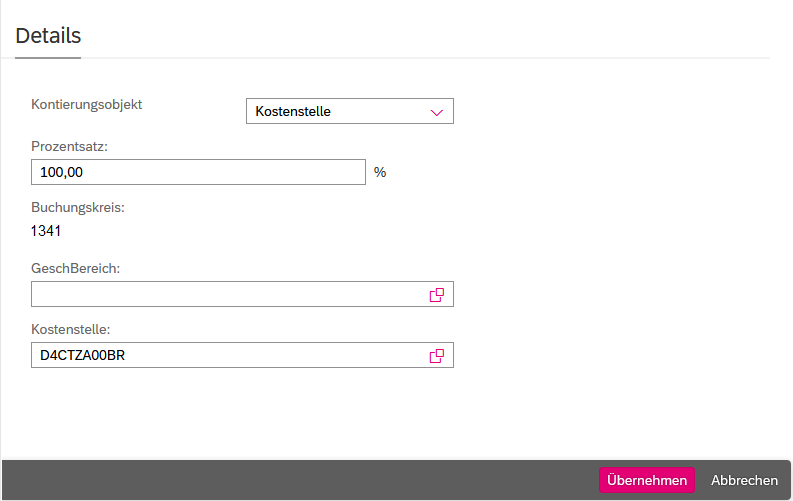 Details
Kontierungsobjekt Kostenstelle
Prozentsatz:
100,00 %
Buchungskreis:
1341
GeschBereich:
Kostenstelle:
D4CTZA00BR
Übernehmen Abbrechen